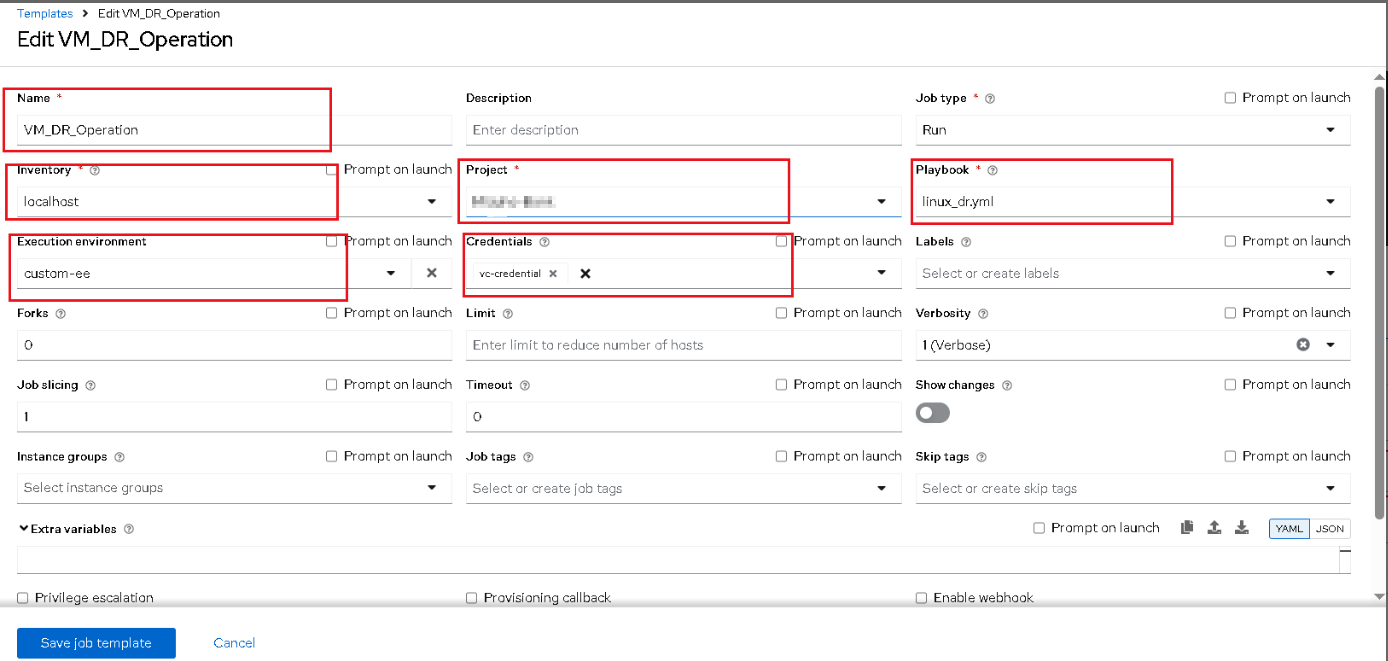 Templates > Edit VM_DR_Operation
Edit VM_DR_Operation
Name *
Description
Job type *
Prompt on launch
VM_DR_Operation
Enter description
Run
Inventory *
Prompt on launch
Project *
Playbook *
localhost
linux_dr.yml
Execution environment
Prompt on launch
Credentials
Prompt on launch
Labels
Prompt on launch
custom-ee
vc-credential
Select or create labels
Forks
Prompt on launch
Limit
Prompt on launch
Verbosity
Prompt on launch
0
Enter limit to reduce number of hosts
1 (Verbose)
Job slicing
Prompt on launch
Timeout
Prompt on launch
Show changes
Prompt on launch
1
0
Instance groups
Prompt on launch
Job tags
Prompt on launch
Skip tags
Prompt on launch
Select instance groups
Select or create job tags
Select or create skip tags
Extra variables
Prompt on launch
YAML
JSON
Privilege escalation
Provisioning callback
Enable webhook
Save job template
Cancel